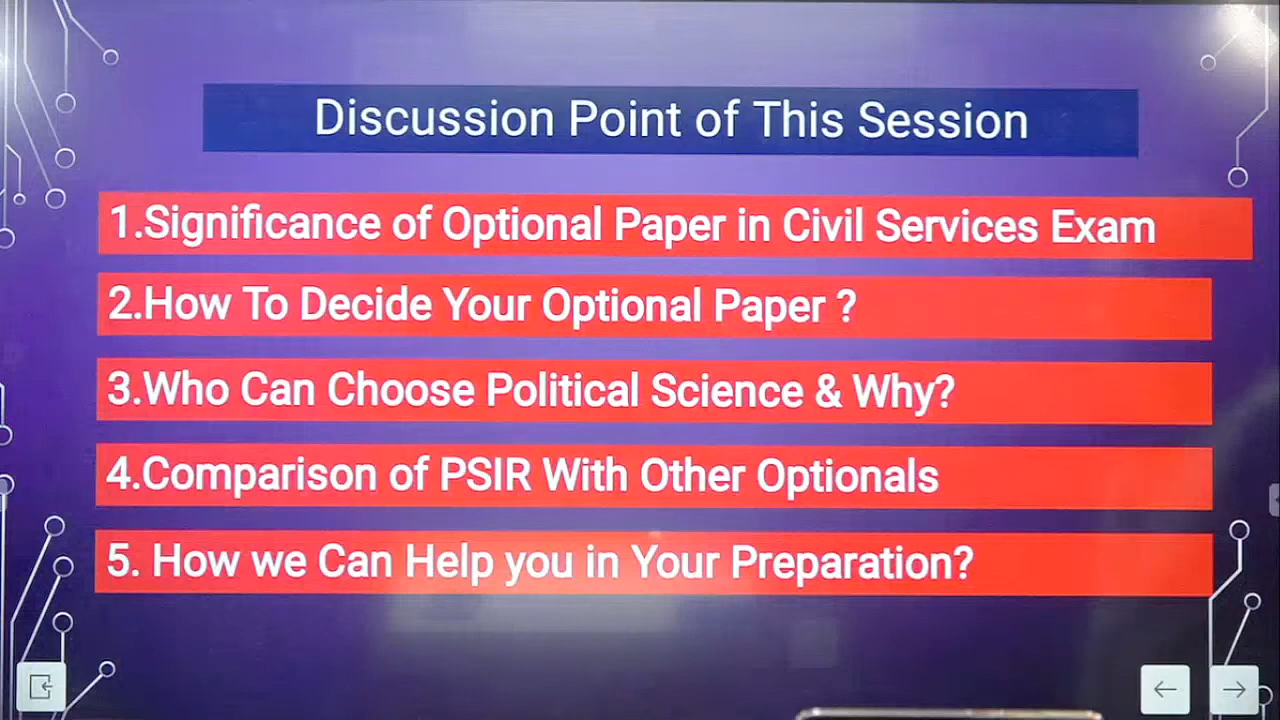 Discussion Point of This Session
1.Significance of Optional Paper in Civil Services Exam
2.How To Decide Your Optional Paper ?
3.Who Can Choose Political Science & Why?
4.Comparison of PSIR With Other Optionals
5. How we Can Help you in Your Preparation?